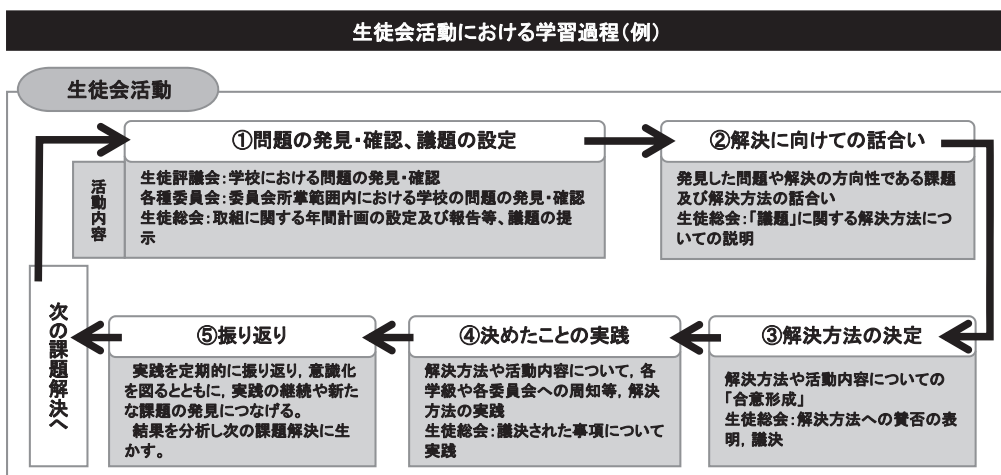 生徒会活動における学習過程(例)
生徒会活動
①問題の発見・確認、議題の設定
活動内容
生徒評議会:学校における問題の発見・確認
各種委員会:委員会所掌範囲内における学校の問題の発見・確認
生徒総会:取組に関する年間計画の設定及び報告等、議題の提
示
②解決に向けての話合い
発見した問題や解決の方向性である課題
及び解決方法の話合い
生徒総会:「議題」に関する解決方法につ
いての説明
③解決方法の決定
解決方法や活動内容についての
「合意形成」
生徒総会:解決方法への賛否の表
明,議決
④決めたことの実践
解決方法や活動内容について,各
学級や各委員会への周知等,解決
方法の実践
生徒総会:議決された事項について
実践
⑤振り返り
実践を定期的に振り返り,意識化
を図るとともに,実践の継続や新た
な課題の発見につなげる。
結果を分析し次の課題解決に生
かす。
次の課題解決へ